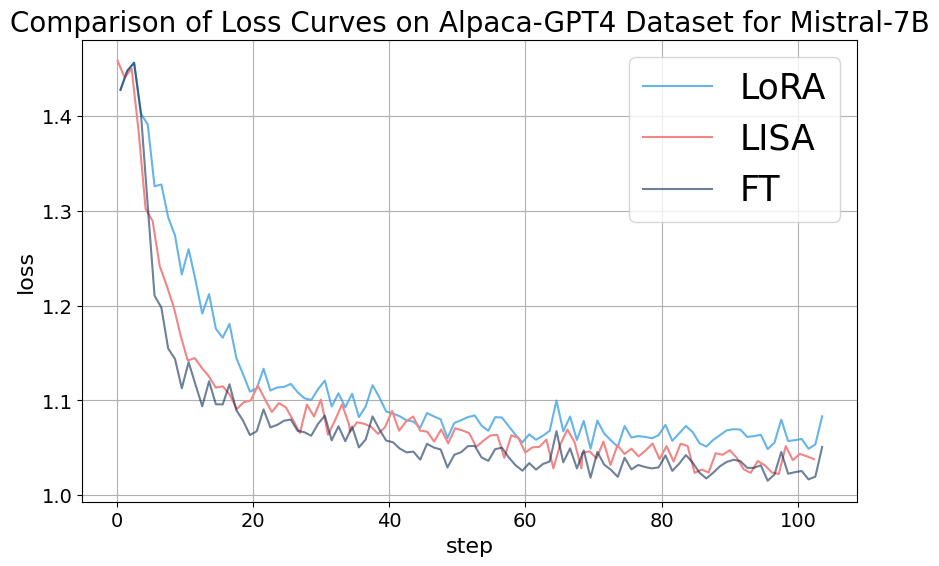 Comparison of Loss Curves on Alpaca-GPT4 Dataset for Mistral-7B
LoRA
LISA
FT
loss
1.4
1.3
1.2
1.1
1.0
0
20
40
60
80
100
step